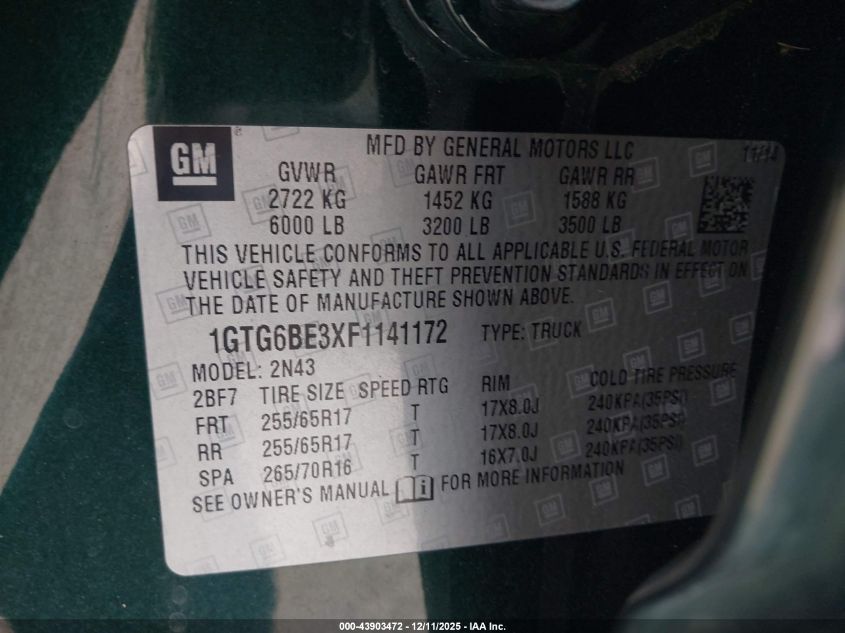 GM
MFD BY GENERAL MOTORS LLC 11/14
GVWR GAWR FRT GAWR RR
2722 KG 1452 KG 1588 KG
6000 LB 3200 LB 3500 LB
THIS VEHICLE CONFORMS TO ALL APPLICABLE U.S. FEDERAL MOTOR
VEHICLE SAFETY AND THEFT PREVENTION STANDARDS IN EFFECT ON
THE DATE OF MANUFACTURE SHOWN ABOVE.
1GTG6BE3XF1141172 TYPE: TRUCK
MODEL: 2N43
2BF7 TIRE SIZE SPEED RTG RIM COLD TIRE PRESSURE
FRT 255/65R17 T 17X8.0J 240KPA(35PSI)
RR 255/65R17 T 17X8.0J 240KPA(35PSI)
SPA 265/70R16 T 16X7.0J 240KPA(35PSI)
SEE OWNER'S MANUAL i FOR MORE INFORMATION
000-43903472 - 12/11/2025 - IAA Inc.